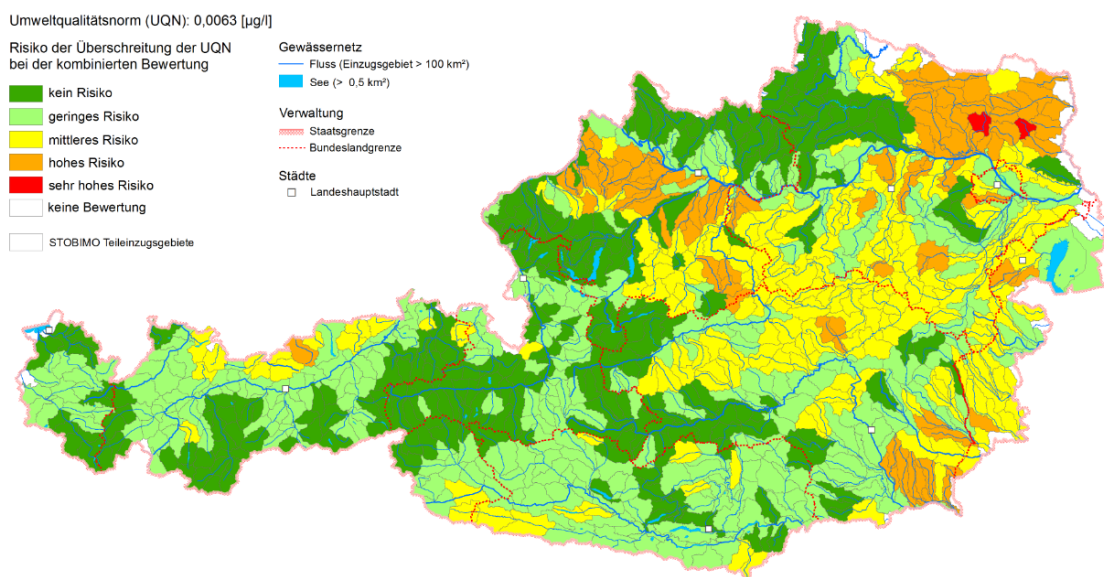 Umweltqualitätsnorm (UQN): 0,0063 [µg/l]
Risiko der Überschreitung der UQN
bei der kombinierten Bewertung
kein Risiko
geringes Risiko
mittleres Risiko
hohes Risiko
sehr hohes Risiko
keine Bewertung
STOBIMO Teileinzugsgebiete
Gewässernetz
Fluss (Einzugsgebiet > 100 km²)
See (> 0,5 km²)
Verwaltung
Staatsgrenze
Bundeslandgrenze
Städte
Landeshauptstadt